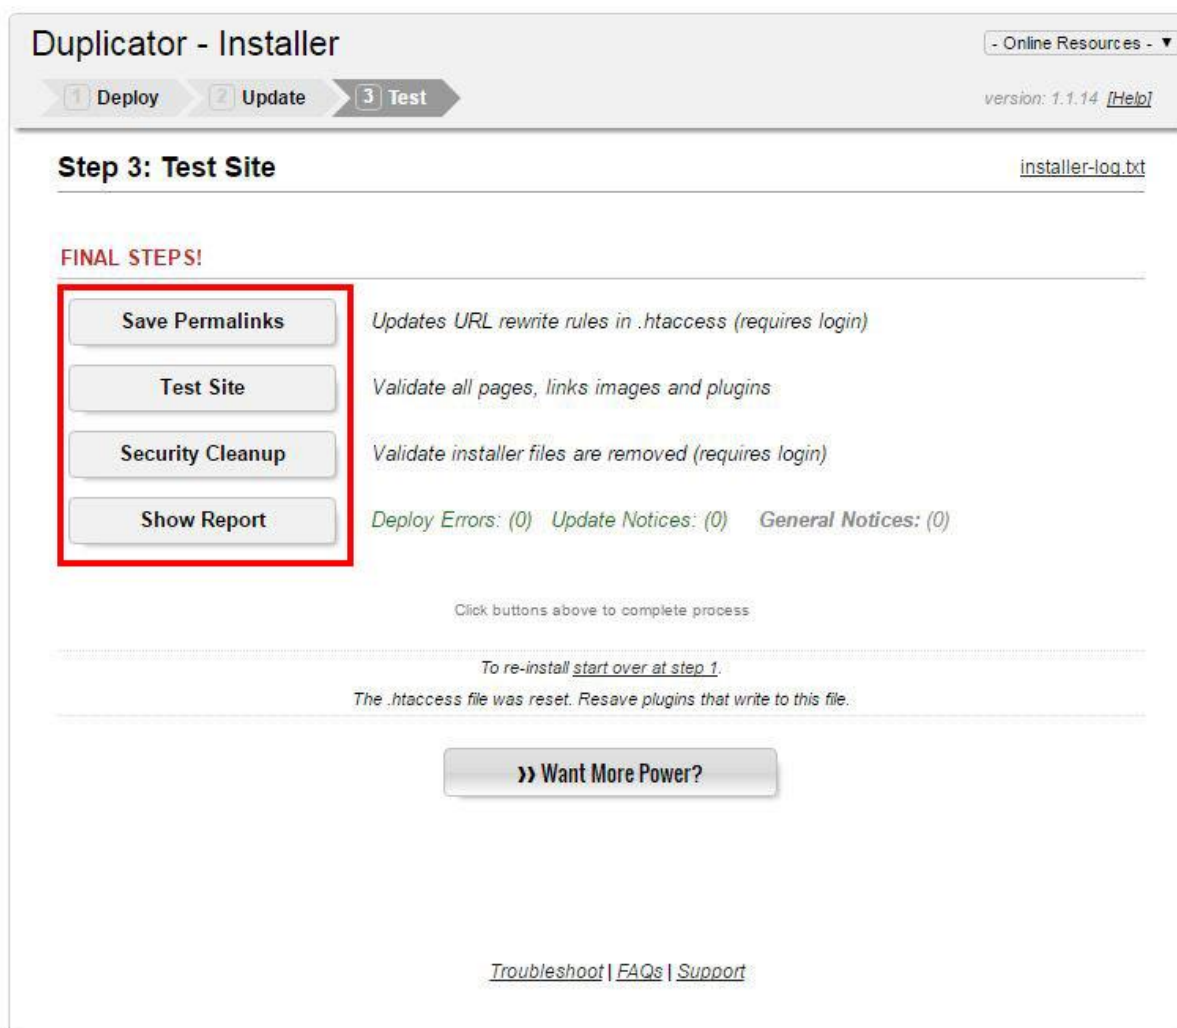 Duplicator - Installer
- Online Resources - ▼
1 Deploy 2 Update 3 Test
version: 1.1.14 [Help]
Step 3: Test Site
installer-log.txt
FINAL STEPS!
Save Permalinks Updates URL rewrite rules in .htaccess (requires login)
Test Site Validate all pages, links images and plugins
Security Cleanup Validate installer files are removed (requires login)
Show Report Deploy Errors: (0) Update Notices: (0) General Notices: (0)
Click buttons above to complete process
To re-install start over at step 1.
The .htaccess file was reset. Resave plugins that write to this file.
›› Want More Power?
Troubleshoot | FAQs | Support